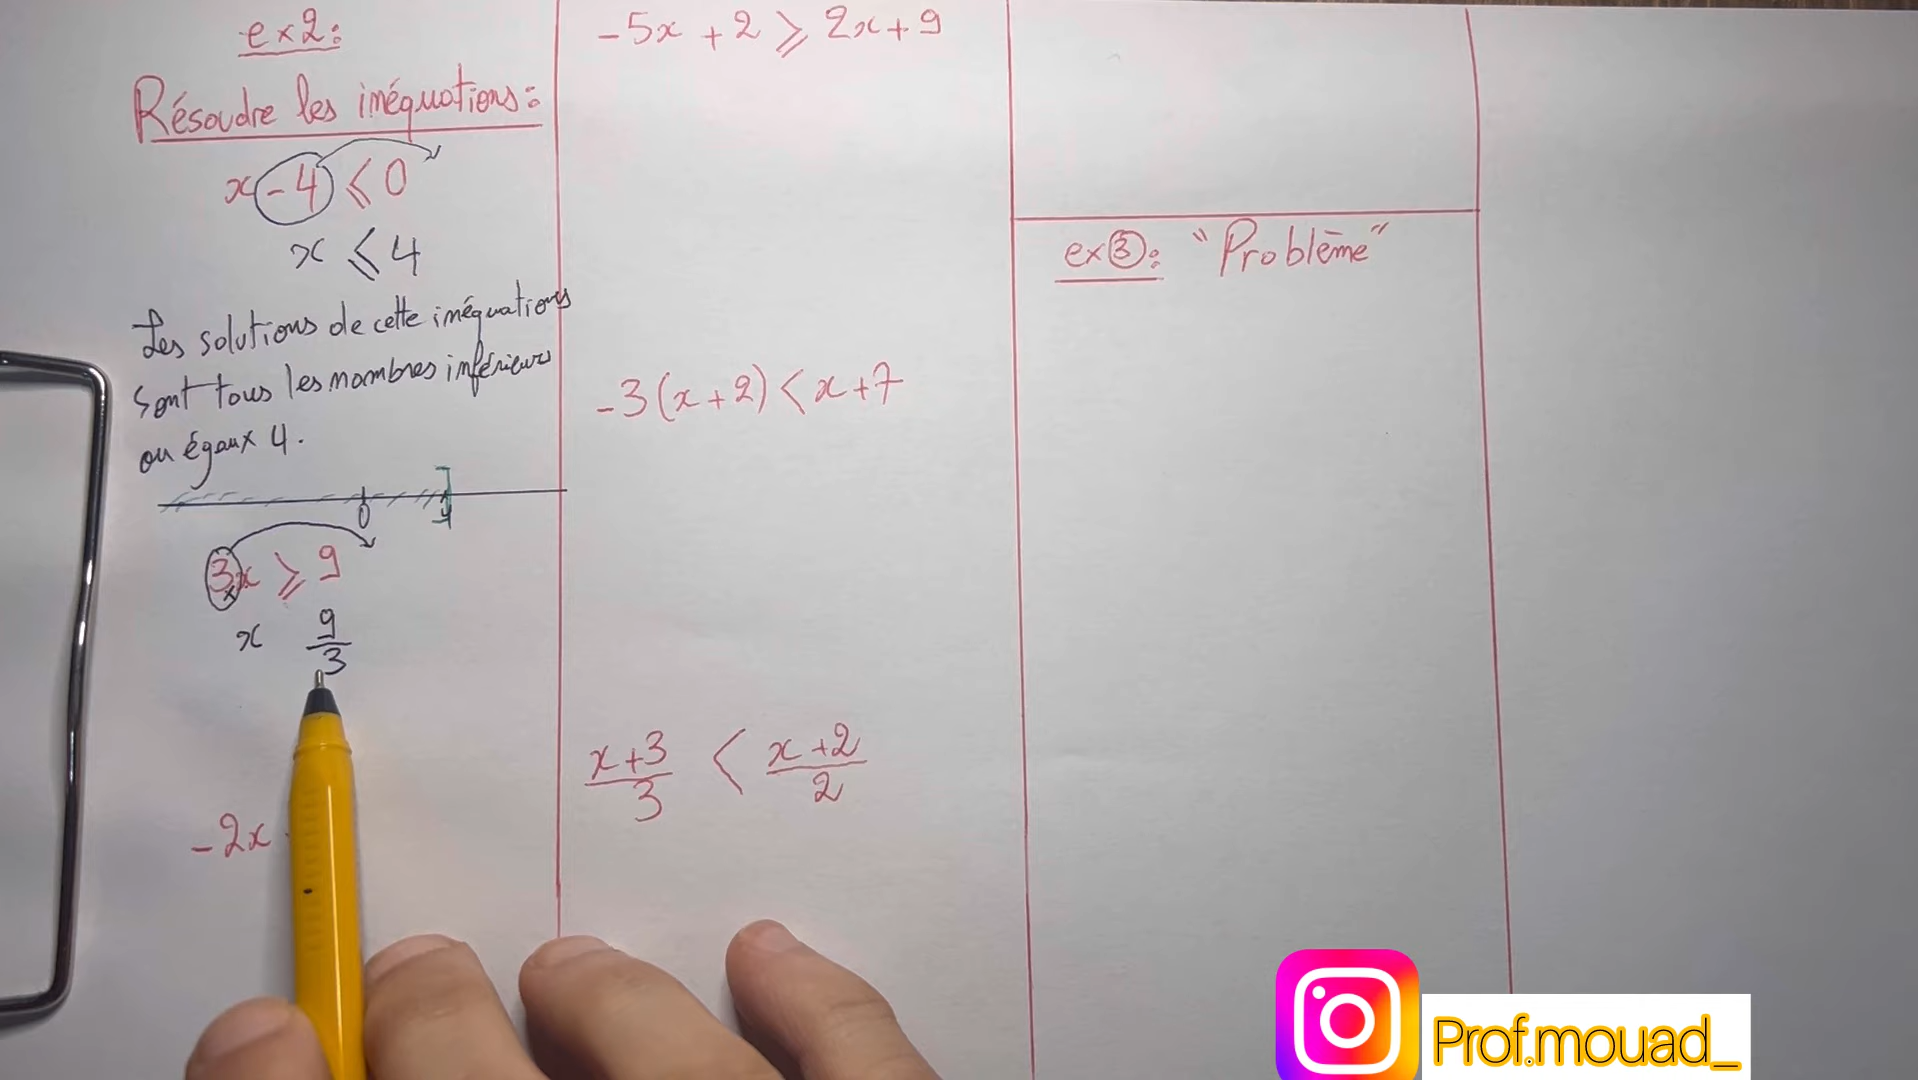 ex2:
Résoudre les inéquations:
x - 4 ⩽ 0
x ⩽ 4
Les solutions de cette inéquations
sont tous les nombres inférieurs
ou égaux 4.
0 4
3x ⩾ 9
x
x 9/3
-2x
-5x + 2 ⩾ 2x + 9
-3(x+2) < x+7
x+3/3 < x+2/2
ex③: "Problème"
Prof.mouad_